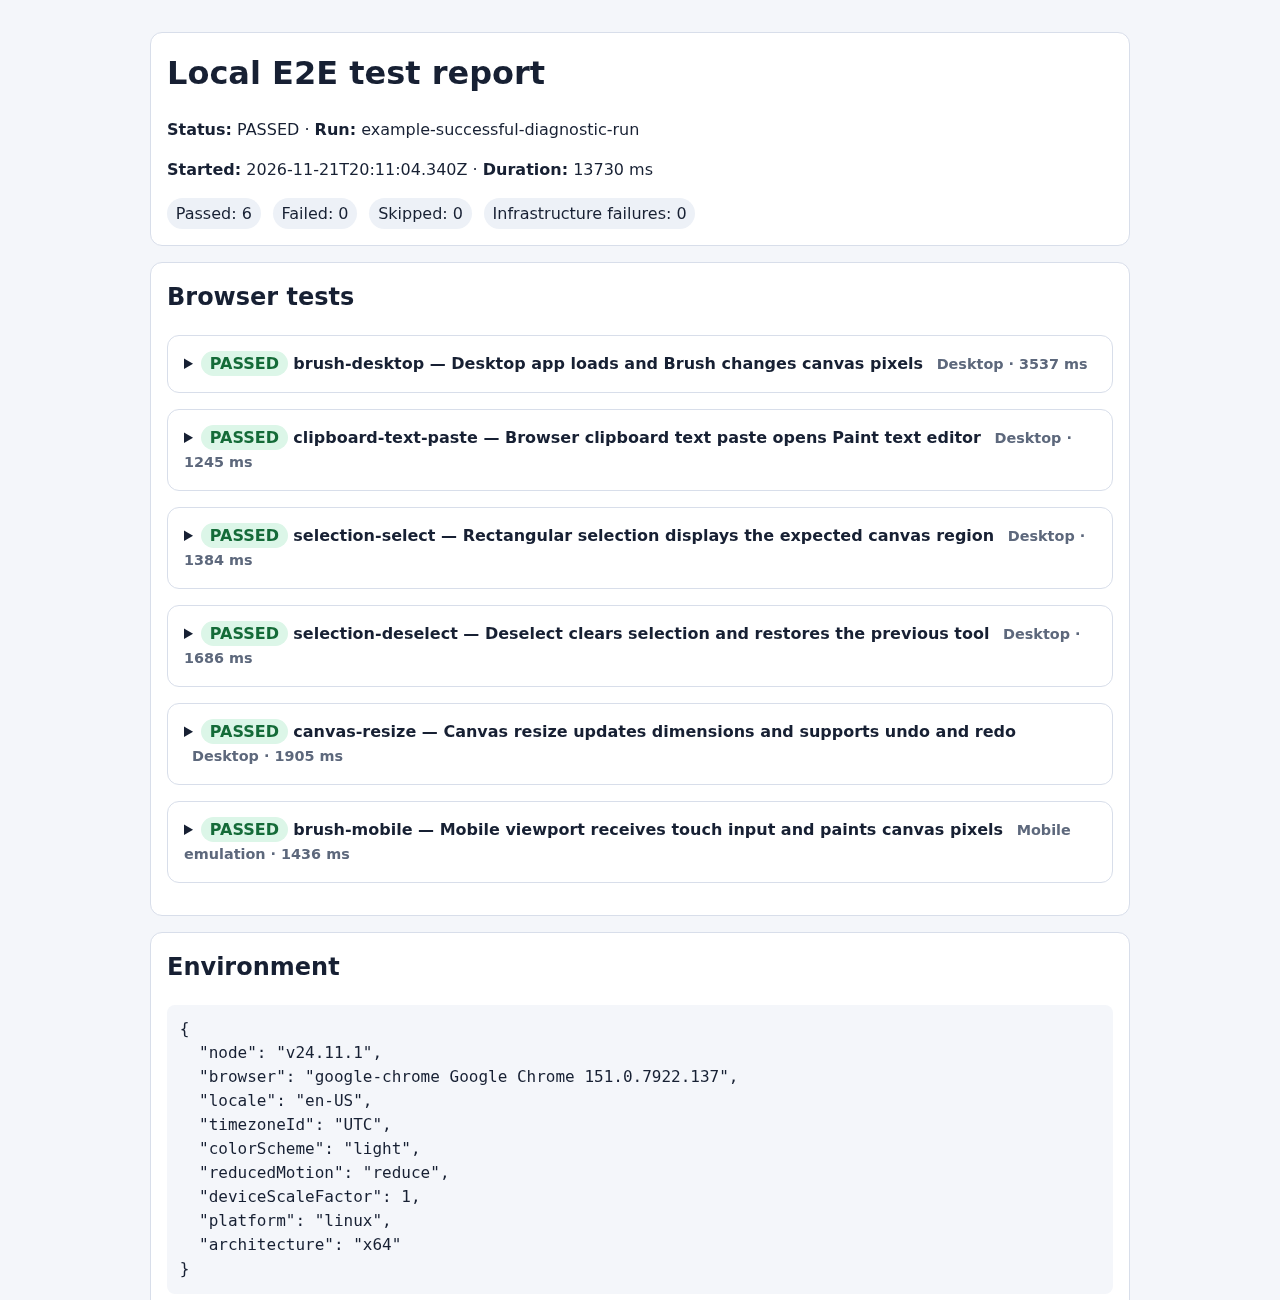 Local E2E test report
Status: PASSED · Run: example-successful-diagnostic-run
Started: 2026-11-21T20:11:04.340Z · Duration: 13730 ms
Passed: 6 Failed: 0 Skipped: 0 Infrastructure failures: 0
Browser tests
PASSED brush-desktop — Desktop app loads and Brush changes canvas pixels Desktop · 3537 ms
PASSED clipboard-text-paste — Browser clipboard text paste opens Paint text editor Desktop ·
1245 ms
PASSED selection-select — Rectangular selection displays the expected canvas region Desktop ·
1384 ms
PASSED selection-deselect — Deselect clears selection and restores the previous tool Desktop ·
1686 ms
PASSED canvas-resize — Canvas resize updates dimensions and supports undo and redo
Desktop · 1905 ms
PASSED brush-mobile — Mobile viewport receives touch input and paints canvas pixels Mobile
emulation · 1436 ms
Environment
{
  "node": "v24.11.1",
  "browser": "google-chrome Google Chrome 151.0.7922.137",
  "locale": "en-US",
  "timezoneId": "UTC",
  "colorScheme": "light",
  "reducedMotion": "reduce",
  "deviceScaleFactor": 1,
  "platform": "linux",
  "architecture": "x64"
}